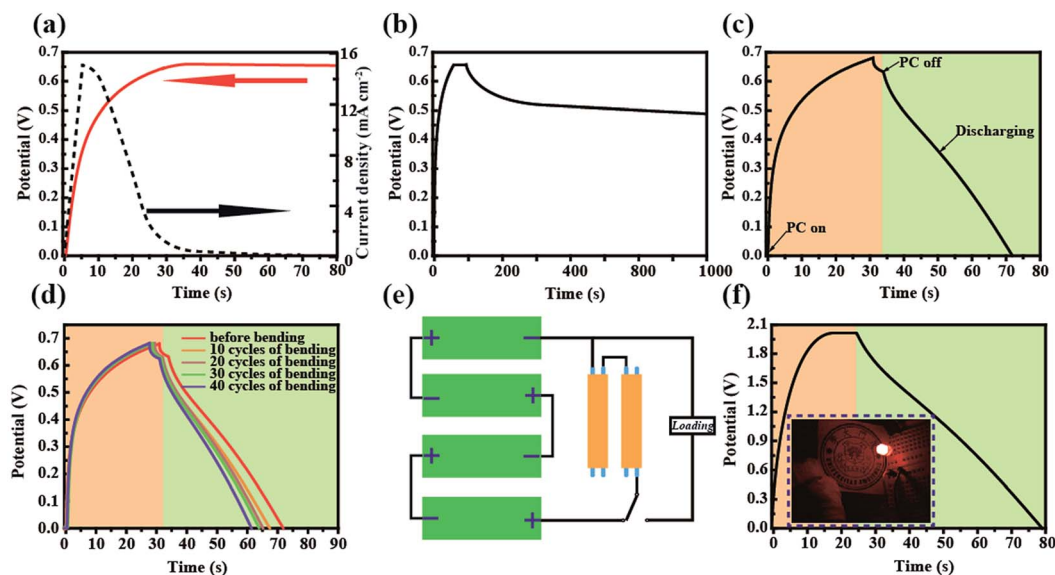 (a)
0.7
0.6
0.5
0.4
0.3
0.2
0.1
0.0
Potential (V)
16
12
8
4
0
Current density (mA cm⁻²)
0 10 20 30 40 50 60 70 80
Time (s)
(b)
0.7
0.6
0.5
0.4
0.3
0.2
0.1
0.0
Potential (V)
0 200 400 600 800 1000
Time (s)
(c)
0.7
0.6
0.5
0.4
0.3
0.2
0.1
0.0
Potential (V)
PC off
Discharging
PC on
0 10 20 30 40 50 60 70 80
Time (s)
(d)
0.7
0.6
0.5
0.4
0.3
0.2
0.1
0.0
Potential (V)
before bending
10 cycles of bending
20 cycles of bending
30 cycles of bending
40 cycles of bending
0 10 20 30 40 50 60 70 80 90
Time (s)
(e)
+ −
− +
+ −
− +
Loading
(f)
2.1
1.8
1.5
1.2
0.9
0.6
0.3
0.0
Potential (V)
0 10 20 30 40 50 60 70 80
Time (s)